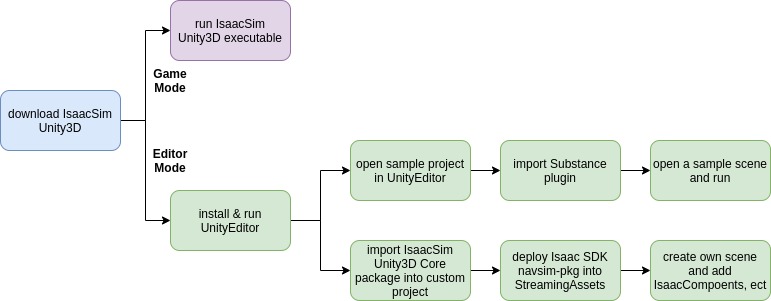 run IsaacSim
Unity3D executable
Game
Mode
download IsaacSim
Unity3D
Editor
Mode
install & run
UnityEditor
open sample project
in UnityEditor
import Substance
plugin
open a sample scene
and run
import IsaacSim
Unity3D Core
package into custom
project
deploy Isaac SDK
navsim-pkg into
StreamingAssets
create own scene
and add
IsaacCompoents, ect